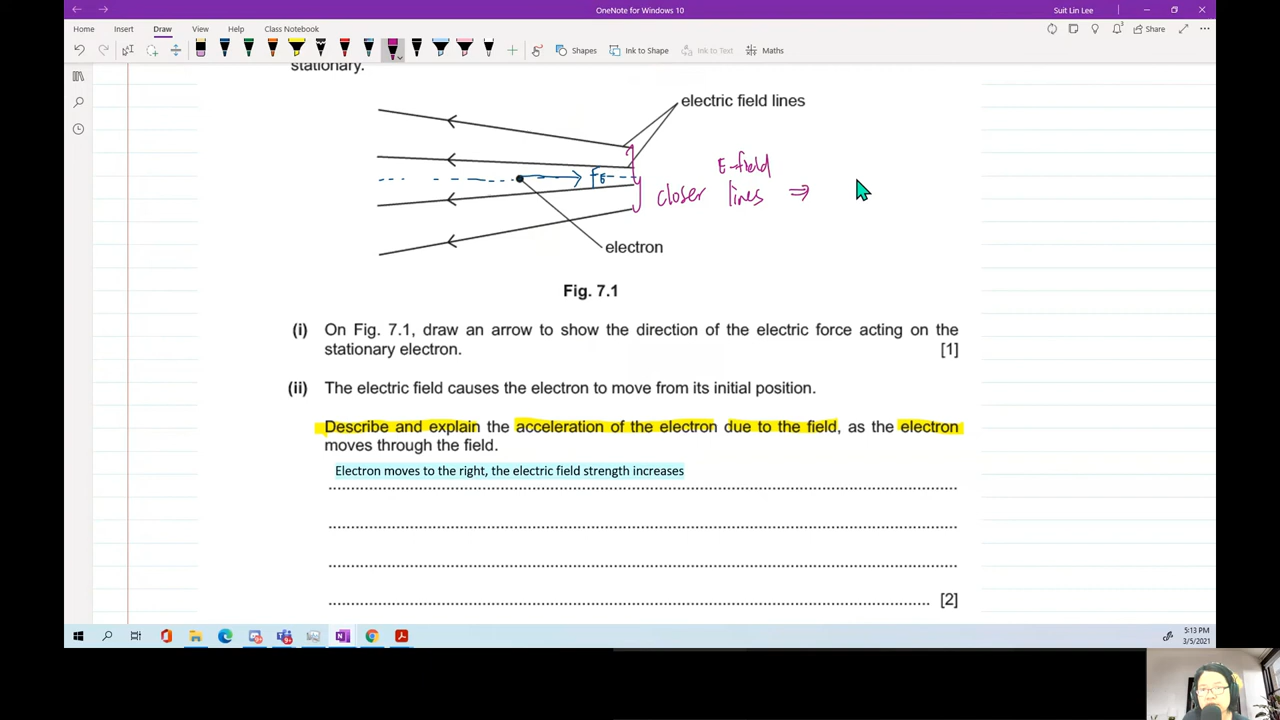 OneNote for Windows 10
Suit Lin Lee
Home Insert Draw View Help Class Notebook
Share
Shapes Ink to Shape Ink to Text Maths
stationary.
electric field lines
E-field
FE
closer lines ⇒
electron
Fig. 7.1
(i) On Fig. 7.1, draw an arrow to show the direction of the electric force acting on the
stationary electron. [1]
(ii) The electric field causes the electron to move from its initial position.
Describe and explain the acceleration of the electron due to the field, as the electron
moves through the field.
Electron moves to the right, the electric field strength increases
[2]
5:13 PM
3/5/2021